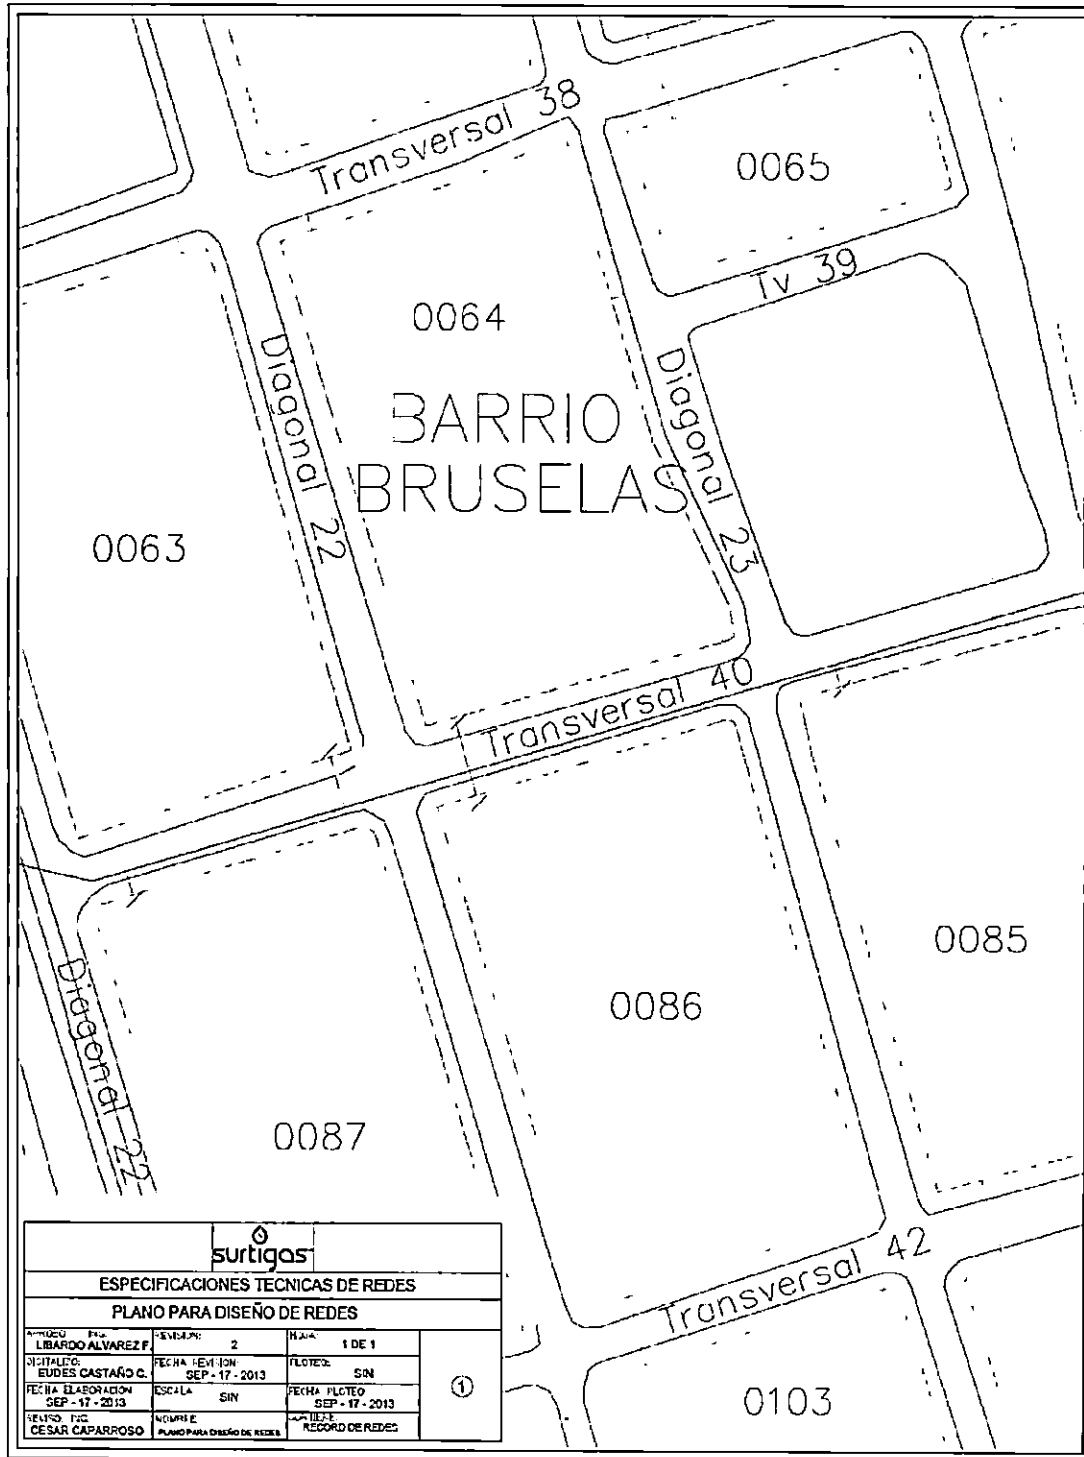 Transversal 38
0065
Tv 39
0064
Diagonal 22
BARRIO
BRUSELAS
Diagonal 23
0063
Transversal 40
0085
0086
Diagonal 22
0087
Transversal 42
0103
surtigas
ESPECIFICACIONES TECNICAS DE REDES
PLANO PARA DISEÑO DE REDES
LIBARDO ALVAREZ F.
REVISION:
2
HOJA:
1 DE 1
DIGITALIZO:
EUDES CASTAÑO C.
FECHA REVISION:
SEP - 17 - 2013
PLOTEO:
SIN
FECHA ELABORACION
SEP - 17 - 2013
ESCALA
SIN
FECHA PLOTEO
SEP - 17 - 2013
REVISO: ING.
CESAR CAPARROSO
NOMBRE
PLANO PARA DISEÑO DE REDES
RECORD DE REDES
1